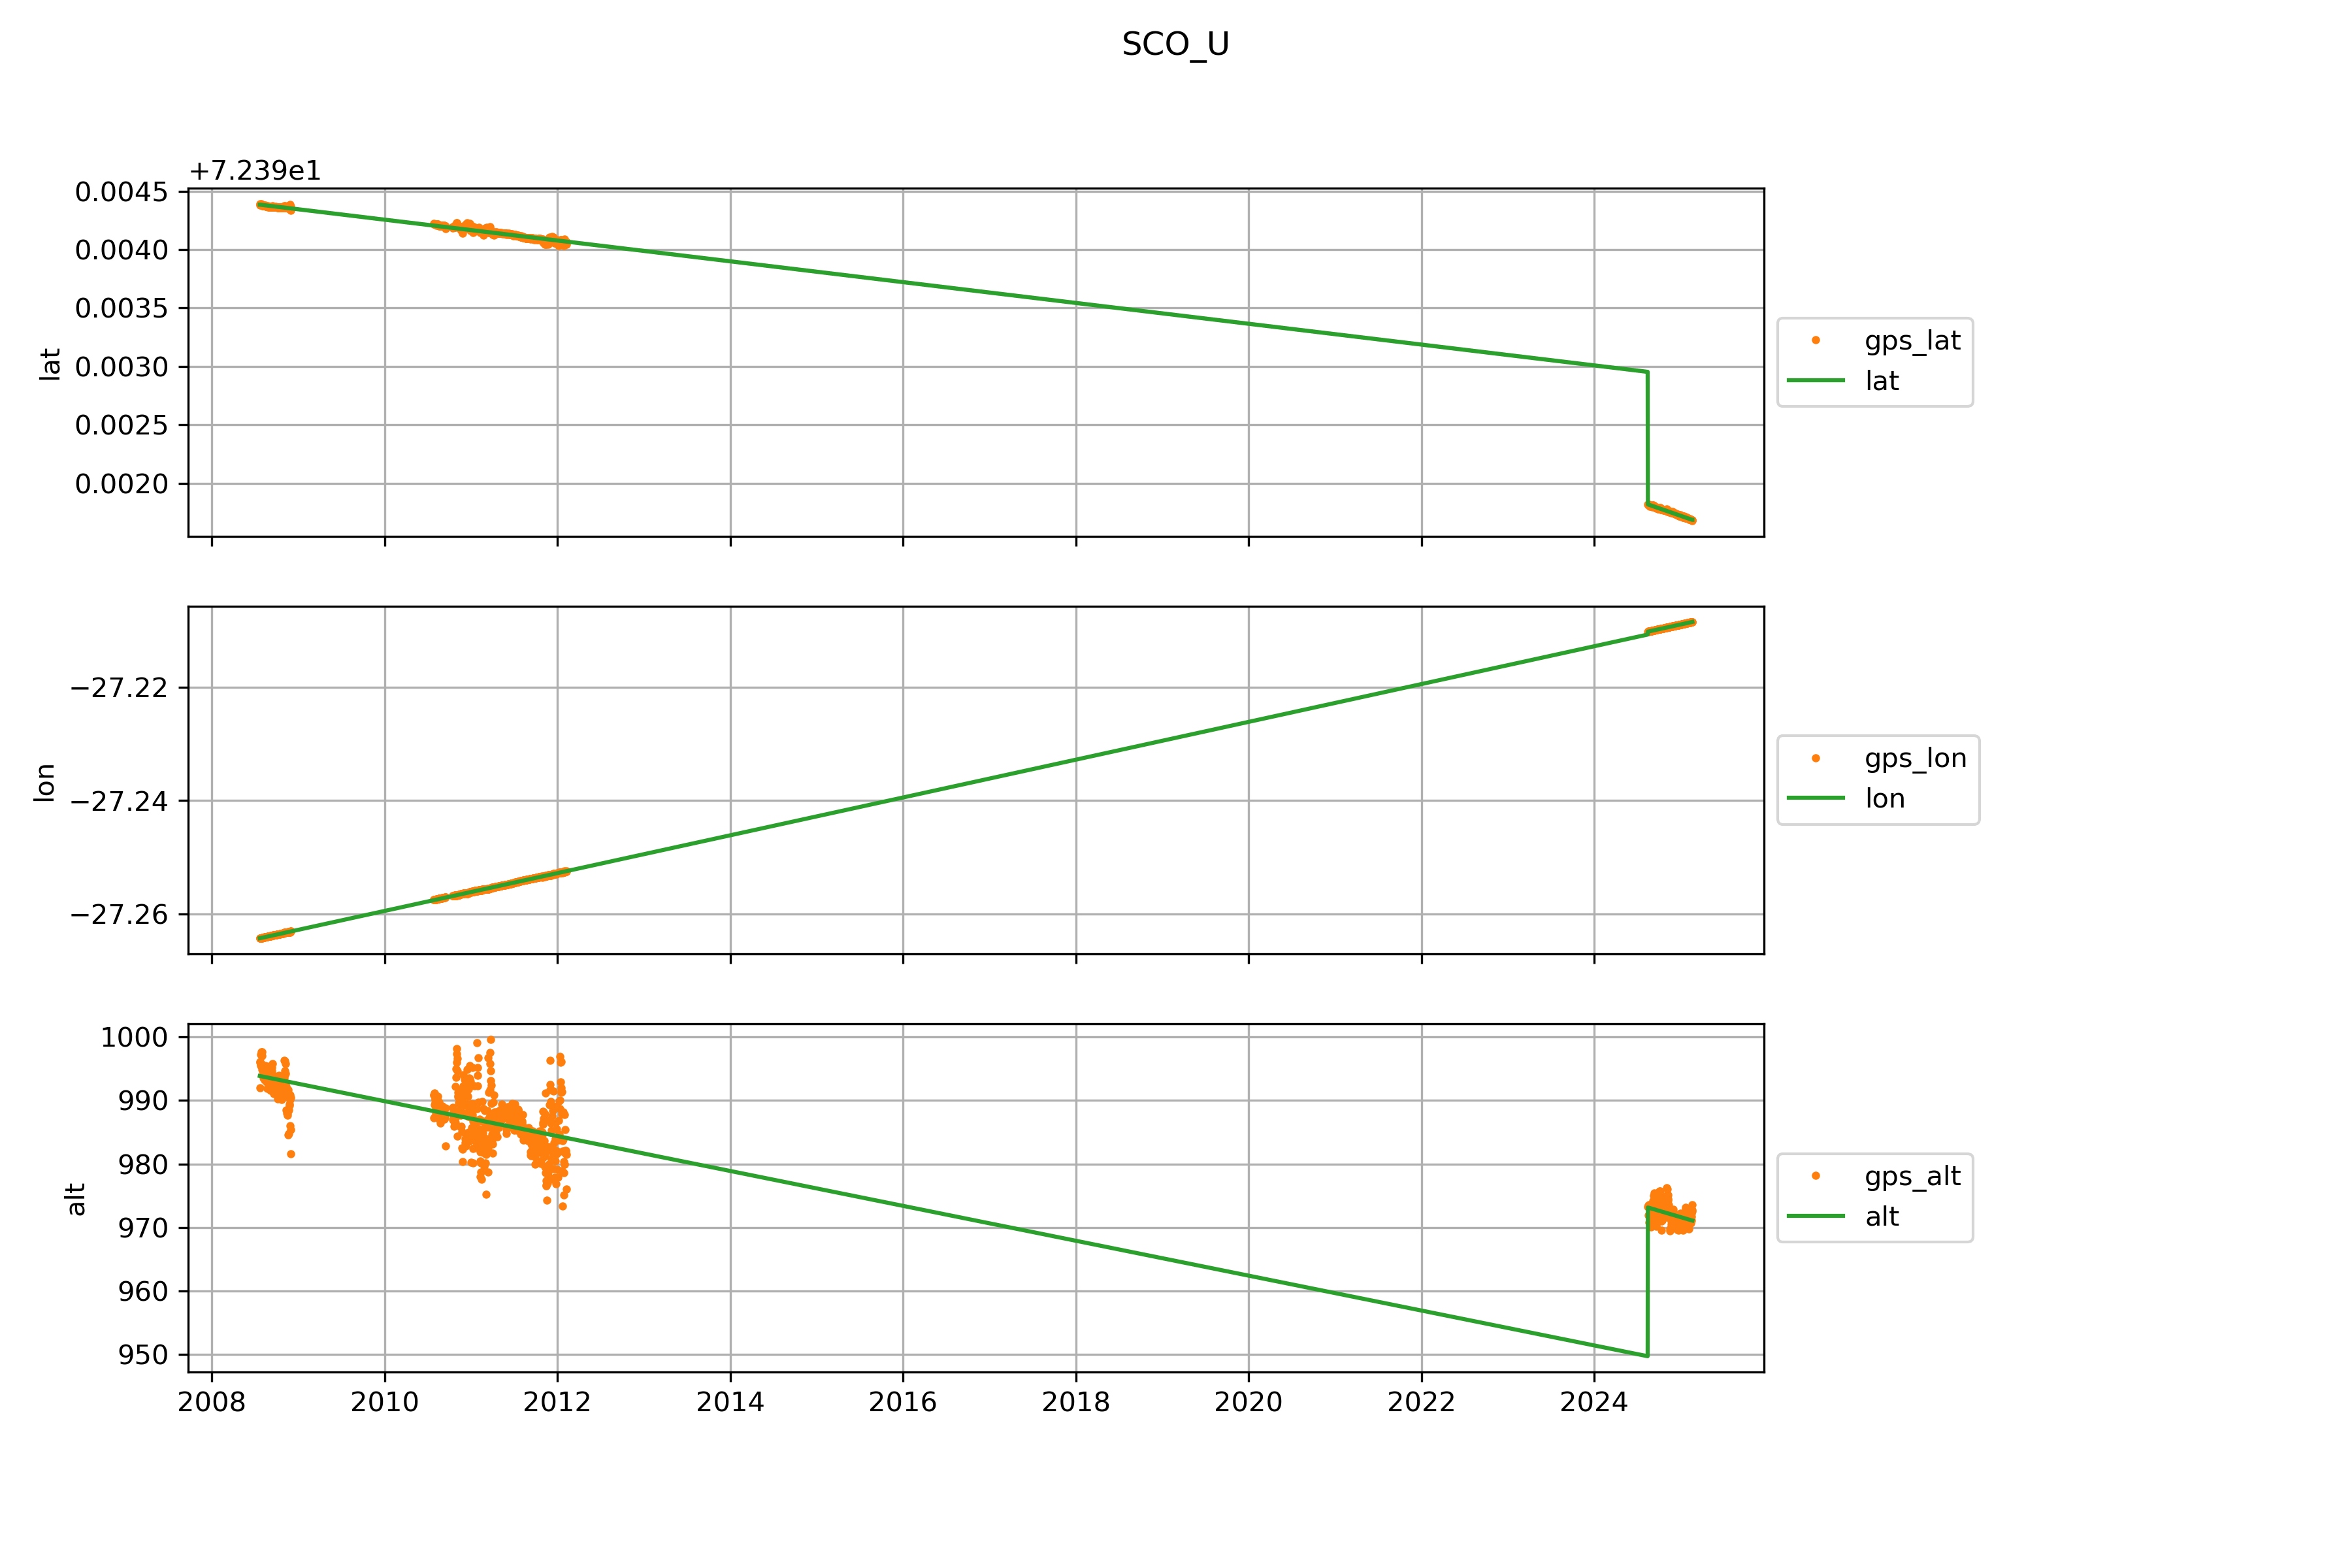 SCO_U
+7.239e1
0.0045
0.0040
0.0035
0.0030
0.0025
0.0020
lat
gps_lat
lat
−27.22
−27.24
−27.26
lon
gps_lon
lon
1000
990
980
970
960
950
alt
gps_alt
alt
2008 2010 2012 2014 2016 2018 2020 2022 2024